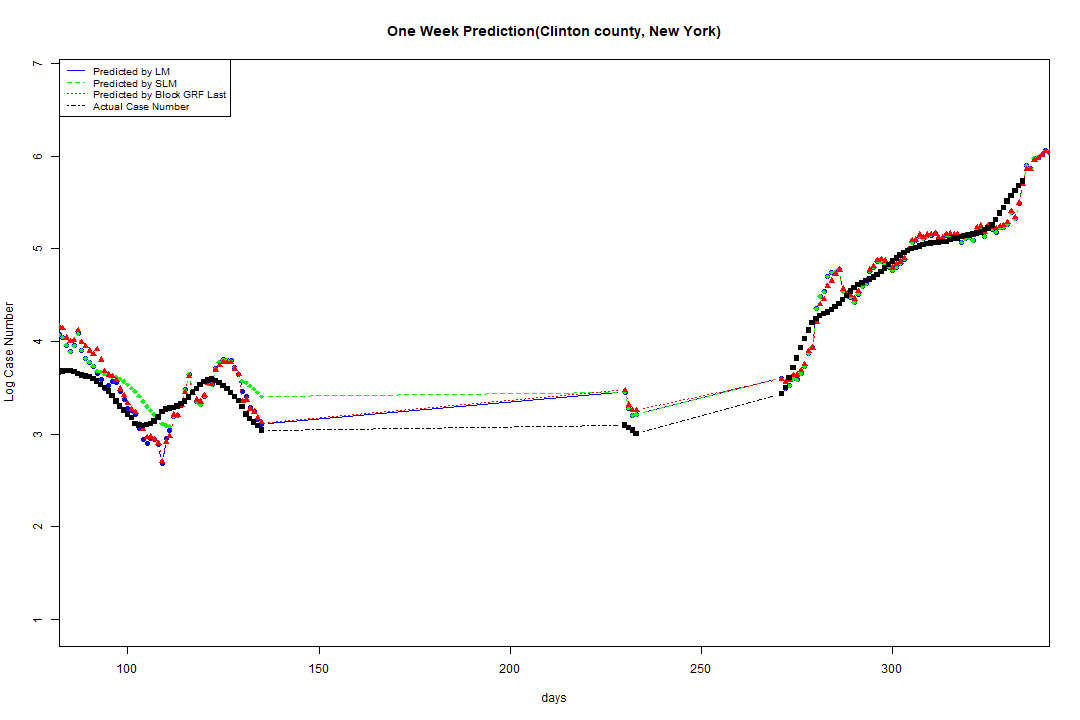 One Week Prediction(Clinton county, New York)
Predicted by LM
Predicted by SLM
Predicted by Block GRF Last
Actual Case Number
7
6
5
4
3
2
1
Log Case Number
100 150 200 250 300
days